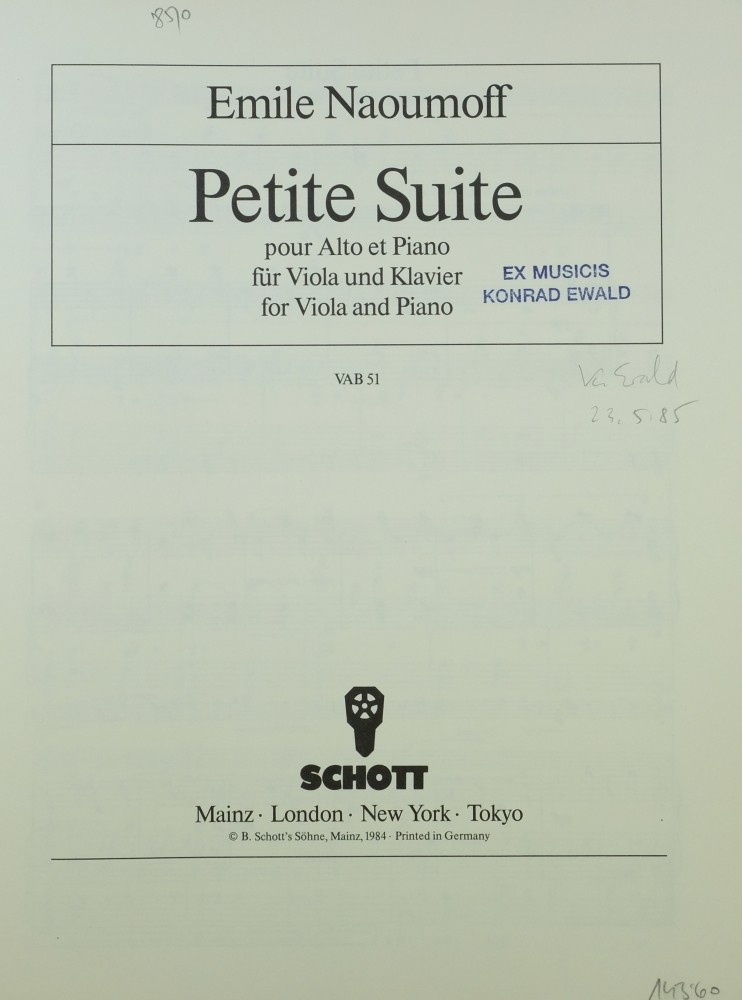 8510
Emile Naoumoff
Petite Suite
pour Alto et Piano
für Viola und Klavier
for Viola and Piano
EX MUSICIS
KONRAD EWALD
VAB 51
Ewald
23. 5.85
SCHOTT
Mainz · London · New York · Tokyo
© B. Schott's Söhne, Mainz, 1984 · Printed in Germany